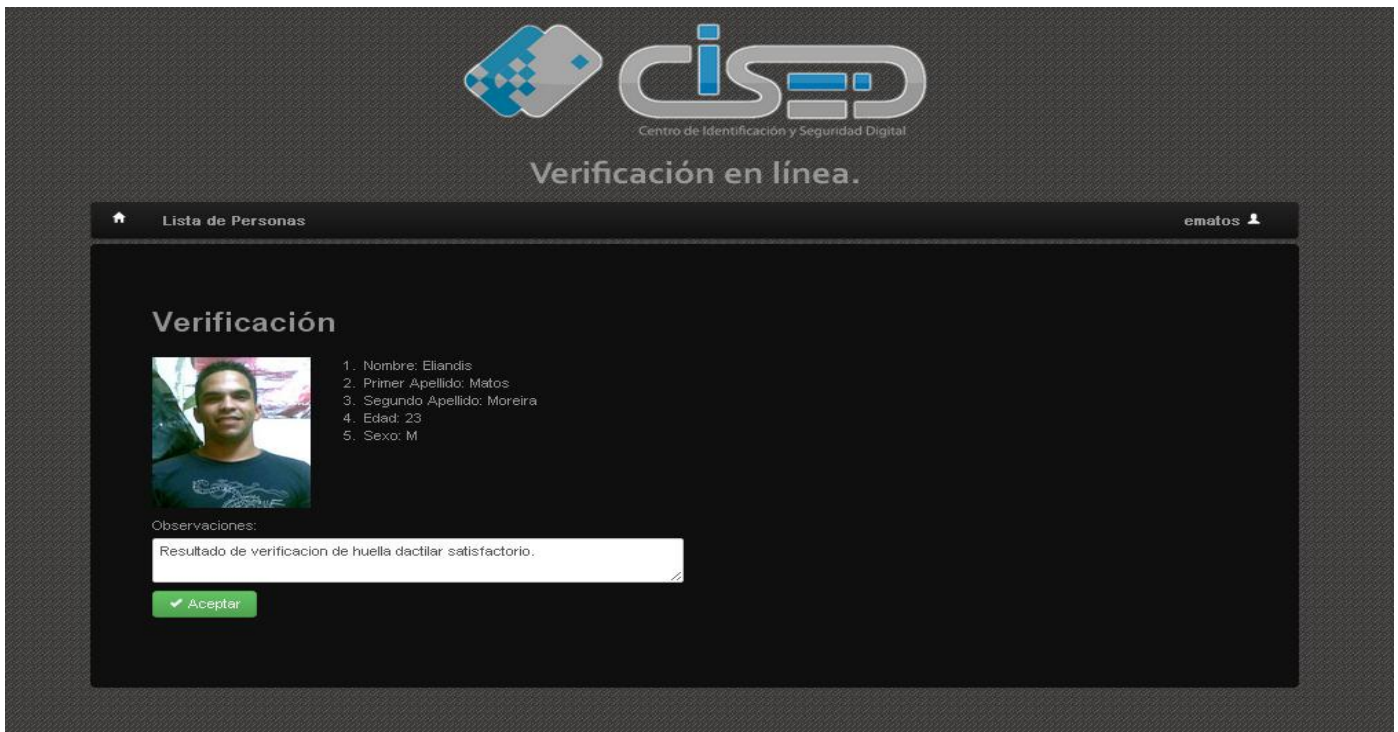 CISED
Centro de Identificación y Seguridad Digital
Verificación en línea.
Lista de Personas
ematos
Verificación
1. Nombre: Eliandis
2. Primer Apellido: Matos
3. Segundo Apellido: Moreira
4. Edad: 23
5. Sexo: M
Observaciones:
Resultado de verificacion de huella dactilar satisfactorio.
Aceptar